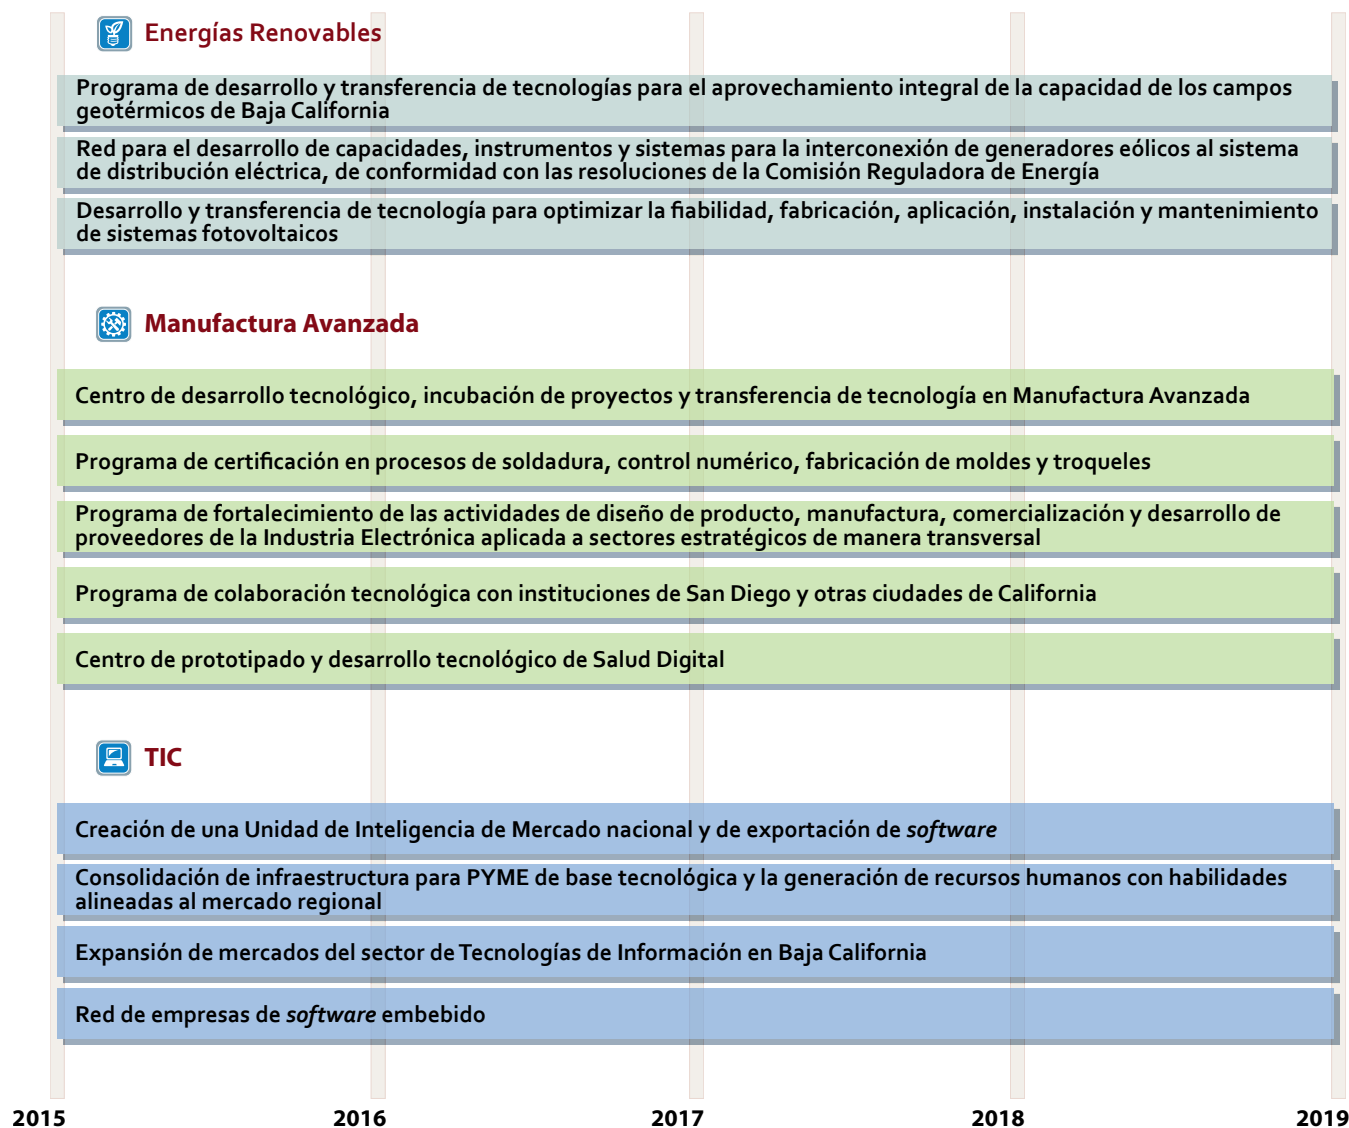 Energías Renovables
Programa de desarrollo y transferencia de tecnologías para el aprovechamiento integral de la capacidad de los campos
geotérmicos de Baja California
Red para el desarrollo de capacidades, instrumentos y sistemas para la interconexión de generadores eólicos al sistema
de distribución eléctrica, de conformidad con las resoluciones de la Comisión Reguladora de Energía
Desarrollo y transferencia de tecnología para optimizar la fiabilidad, fabricación, aplicación, instalación y mantenimiento
de sistemas fotovoltaicos
Manufactura Avanzada
Centro de desarrollo tecnológico, incubación de proyectos y transferencia de tecnología en Manufactura Avanzada
Programa de certificación en procesos de soldadura, control numérico, fabricación de moldes y troqueles
Programa de fortalecimiento de las actividades de diseño de producto, manufactura, comercialización y desarrollo de
proveedores de la Industria Electrónica aplicada a sectores estratégicos de manera transversal
Programa de colaboración tecnológica con instituciones de San Diego y otras ciudades de California
Centro de prototipado y desarrollo tecnológico de Salud Digital
TIC
Creación de una Unidad de Inteligencia de Mercado nacional y de exportación de software
Consolidación de infraestructura para PYME de base tecnológica y la generación de recursos humanos con habilidades
alineadas al mercado regional
Expansión de mercados del sector de Tecnologías de Información en Baja California
Red de empresas de software embebido
2015 2016 2017 2018 2019